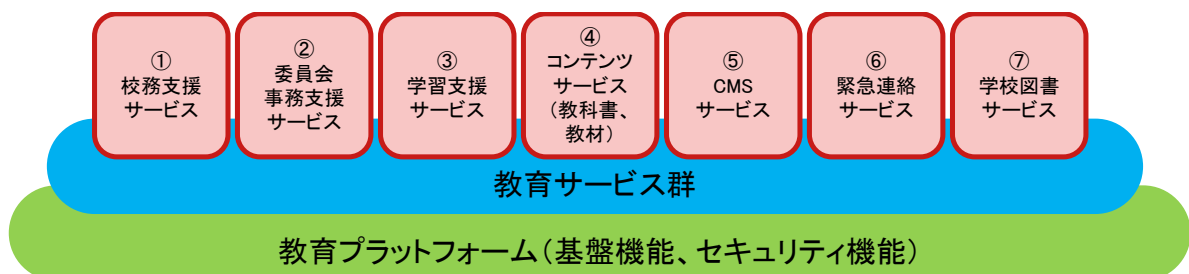 ①
校務支援
サービス
②
委員会
事務支援
サービス
③
学習支援
サービス
④
コンテンツ
サービス
(教科書、
教材)
⑤
CMS
サービス
⑥
緊急連絡
サービス
⑦
学校図書
サービス
教育サービス群
教育プラットフォーム(基盤機能、セキュリティ機能)